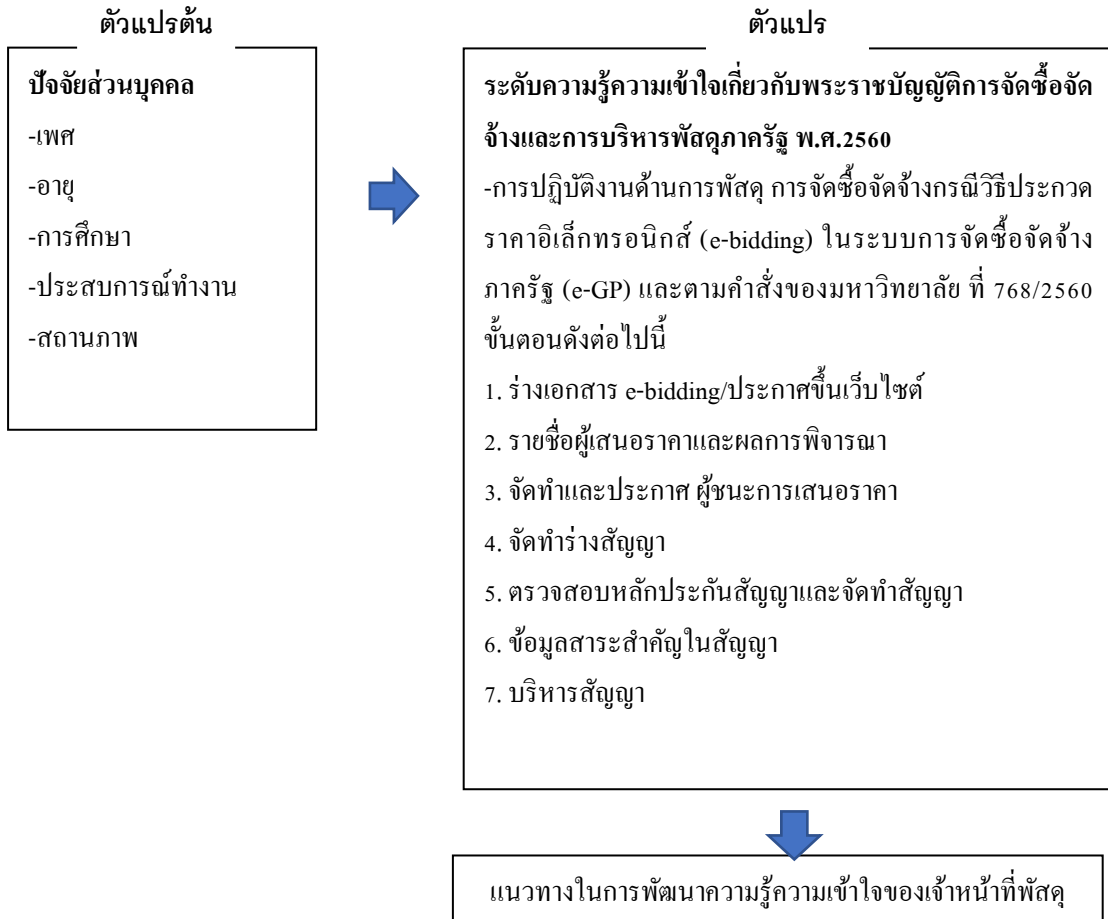 ตัวแปรต้น
ปัจจัยส่วนบุคคล
-เพศ
-อายุ
-การศึกษา
-ประสบการณ์ทำงาน
-สถานภาพ
ตัวแปร
ระดับความรู้ความเข้าใจเกี่ยวกับพระราชบัญญัติการจัดซื้อจัด
จ้างและการบริหารพัสดุภาครัฐ พ.ศ.2560
-การปฏิบัติงานด้านการพัสดุ การจัดซื้อจัดจ้างกรณีวิธีประกวด
ราคาอิเล็กทรอนิกส์ (e-bidding) ในระบบการจัดซื้อจัดจ้าง
ภาครัฐ (e-GP) และตามคำสั่งของมหาวิทยาลัย ที่ 768/2560
ขั้นตอนดังต่อไปนี้
1. ร่างเอกสาร e-bidding/ประกาศขึ้นเว็บไซต์
2. รายชื่อผู้เสนอราคาและผลการพิจารณา
3. จัดทำและประกาศ ผู้ชนะการเสนอราคา
4. จัดทำร่างสัญญา
5. ตรวจสอบหลักประกันสัญญาและจัดทำสัญญา
6. ข้อมูลสาระสำคัญในสัญญา
7. บริหารสัญญา
แนวทางในการพัฒนาความรู้ความเข้าใจของเจ้าหน้าที่พัสดุ